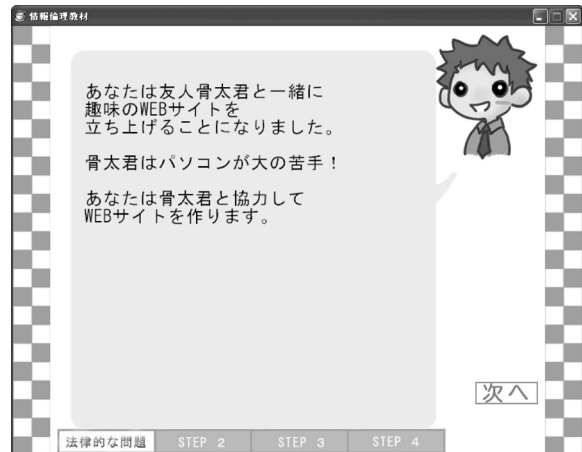 情報倫理教材
あなたは友人骨太君と一緒に
趣味のWEBサイトを
立ち上げることになりました。
骨太君はパソコンが大の苦手！
あなたは骨太君と協力して
WEBサイトを作ります。
次へ
法律的な問題 STEP 2 STEP 3 STEP 4